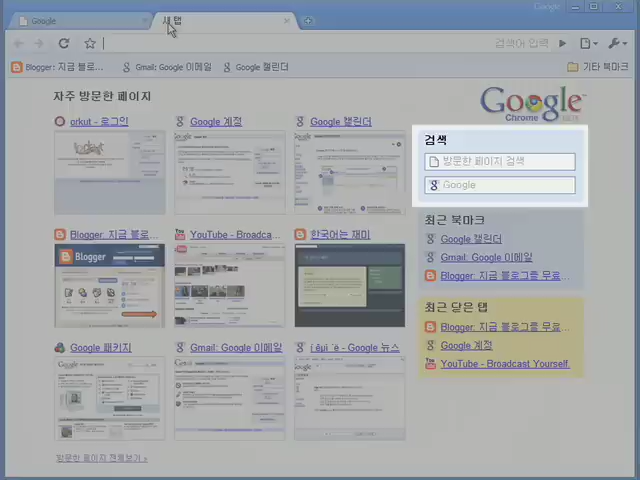 Google
Google
새 탭
검색어 입력
Blogger: 지금 블로...
Gmail: Google 이메일
Google 캘린더
기타 북마크
자주 방문한 페이지
orkut - 로그인
Google 계정
Google 캘린더
Blogger: 지금 블로...
YouTube - Broadca...
한국어는 재미
Blogger
Google 패키지
Gmail: Google 이메일
Google 뉴스
방문한 페이지 전체보기 »
Google
Chrome BETA
검색
방문한 페이지 검색
Google
최근 북마크
Google 캘린더
Gmail: Google 이메일
Blogger: 지금 블로그를 무료...
최근 닫은 탭
Blogger: 지금 블로그를 무료...
Google 계정
YouTube - Broadcast Yourself.